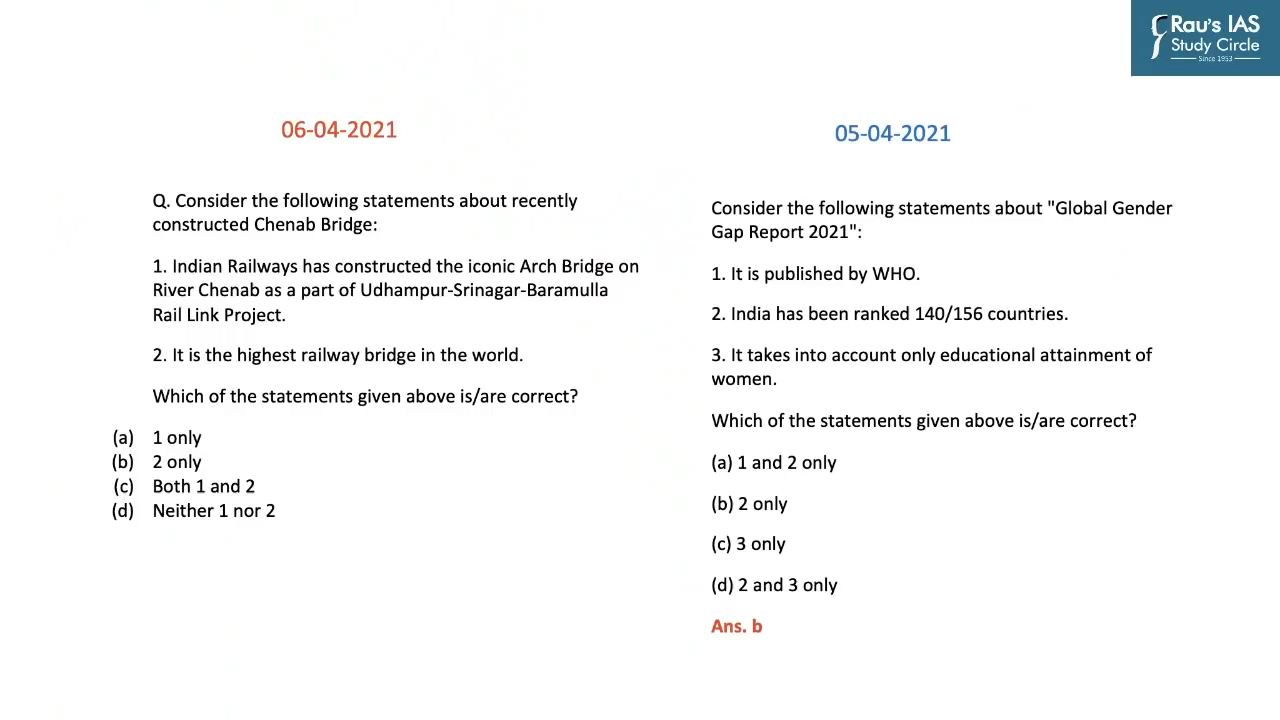 Rau's IAS
Study Circle
Since 1953
06-04-2021
Q. Consider the following statements about recently
constructed Chenab Bridge:
1. Indian Railways has constructed the iconic Arch Bridge on
River Chenab as a part of Udhampur-Srinagar-Baramulla
Rail Link Project.
2. It is the highest railway bridge in the world.
Which of the statements given above is/are correct?
(a) 1 only
(b) 2 only
(c) Both 1 and 2
(d) Neither 1 nor 2
05-04-2021
Consider the following statements about "Global Gender
Gap Report 2021":
1. It is published by WHO.
2. India has been ranked 140/156 countries.
3. It takes into account only educational attainment of
women.
Which of the statements given above is/are correct?
(a) 1 and 2 only
(b) 2 only
(c) 3 only
(d) 2 and 3 only
Ans. b